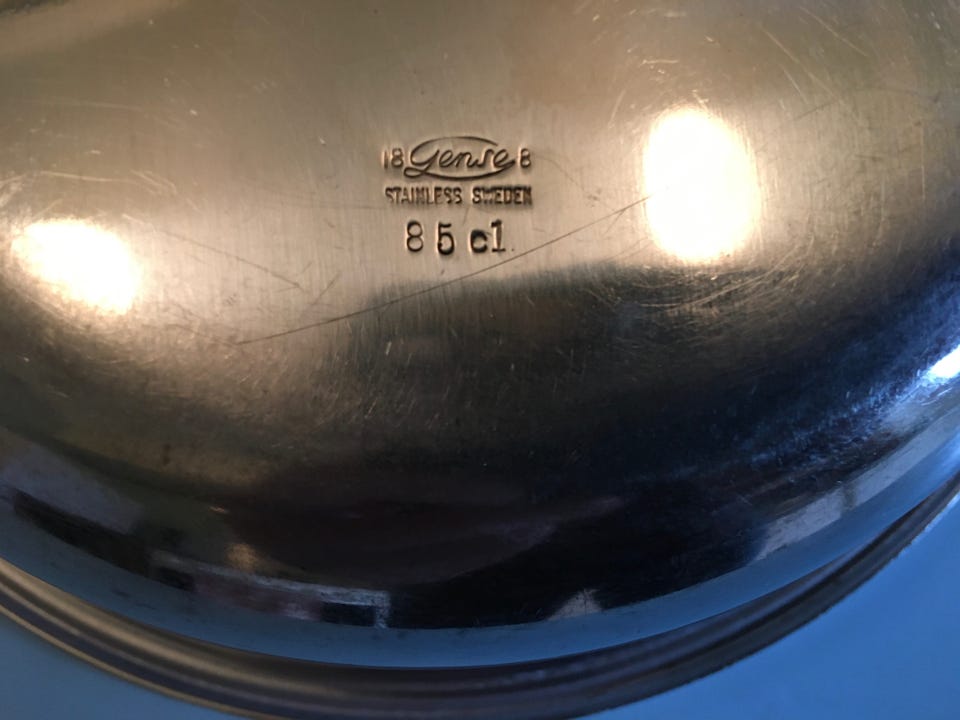 18 Gense 8
STAINLESS SWEDEN
85 cl.